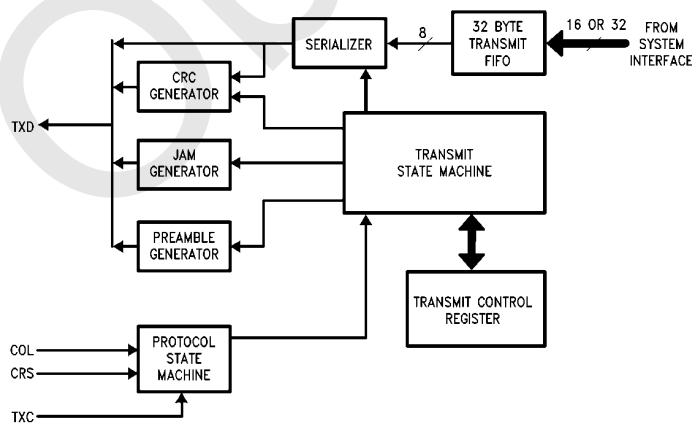 16 OR 32
FROM
SYSTEM
INTERFACE
32 BYTE
TRANSMIT
FIFO
8
SERIALIZER
CRC
GENERATOR
TXD
JAM
GENERATOR
TRANSMIT
STATE MACHINE
PREAMBLE
GENERATOR
TRANSMIT CONTROL
REGISTER
PROTOCOL
STATE
MACHINE
COL
CRS
TXC